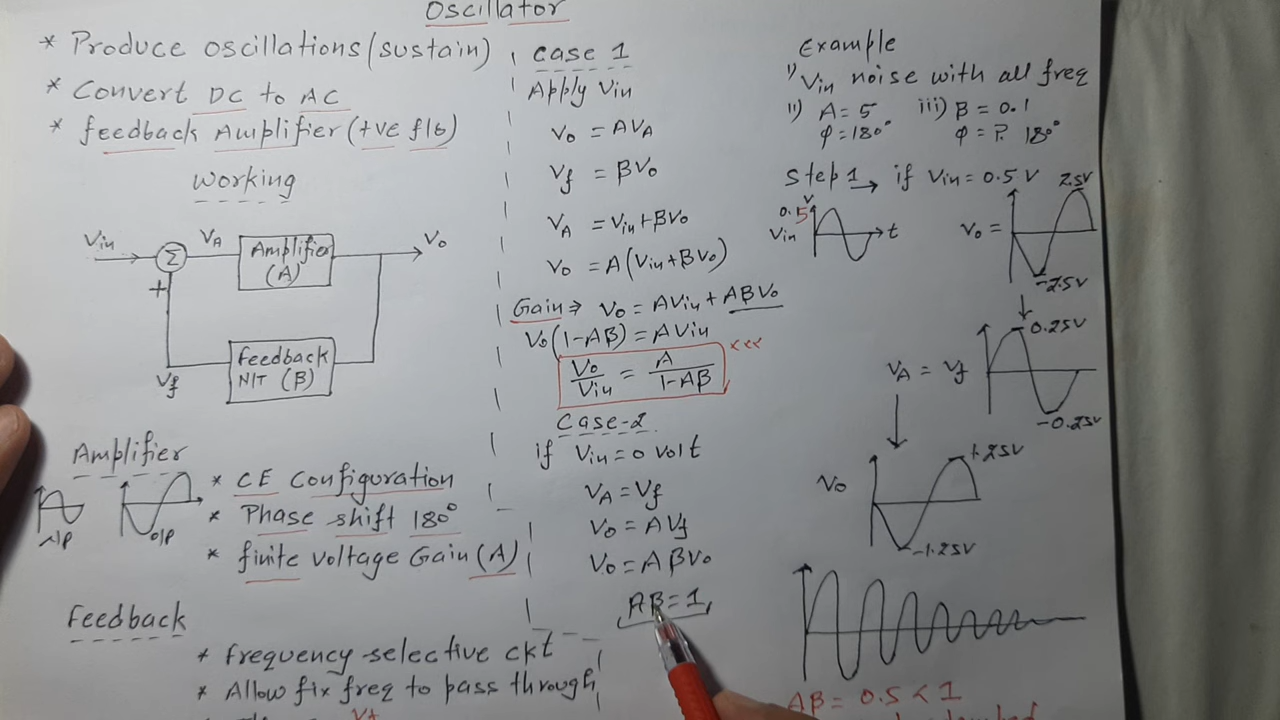 Oscillator
* Produce oscillations (sustain)
* Convert DC to AC
* feedback Amplifier (+ve f/b)
Working
Vin
Σ
VA
Amplifier
(A)
Vo
+
Feedback
N/T (β)
Vf
Amplifier
i/p
o/p
* CE Configuration
* Phase shift 180°
* finite voltage Gain (A)
Feedback
* frequency selective ckt
* Allow fix freq to pass through
Case 1
Apply Vin
Vo = AVA
Vf = βVo
VA = Vin + βVo
Vo = A(Vin + βVo)
Gain ⇒ Vo = AVin + AβVo
Vo(1-Aβ) = AVin
Vo/Vin = A/1-Aβ
Case-2
if Vin = 0 volt
VA = Vf
Vo = AVf
Vo = AβVo
Aβ = 1
Example
i) Vin noise with all freq
ii) A = 5 iii) β = 0.1
φ = 180° φ = ? 180°
Step 1 → if Vin = 0.5 V
0.5
V
Vin
t
Vo =
2.5V
-2.5V
VA = Vf
0.25V
-0.25V
Vo
1.25V
-1.25V
Aβ = 0.5 < 1